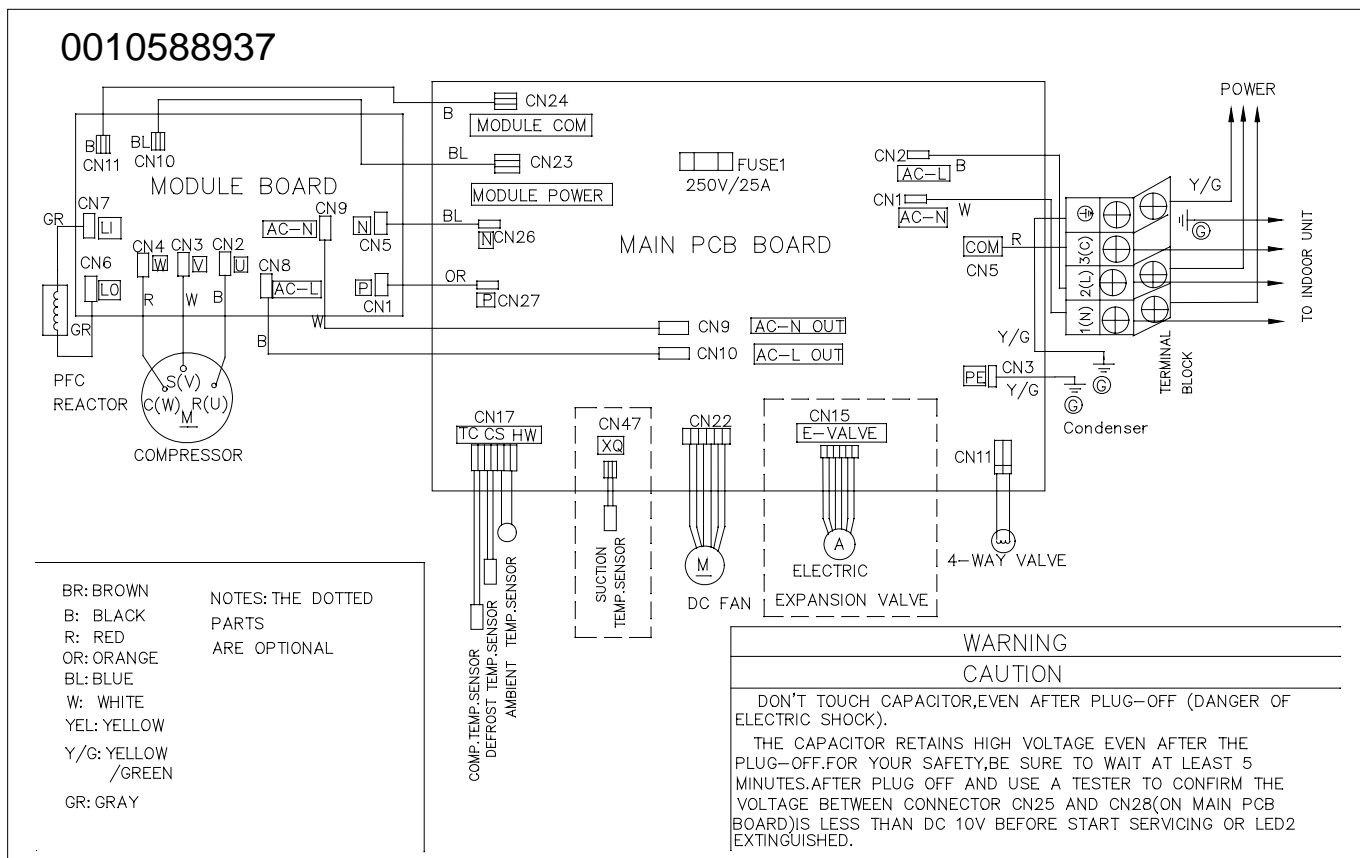 0010588937
POWER
B
CN24
MODULE COM
B
CN11
BL
CN10
BL
CN23
MODULE POWER
FUSE1
250V/25A
CN2
B
AC-L
CN1
W
AC-N
Y/G
G
MODULE BOARD
CN7
GR
LI
CN9
AC-N
N
CN5
BL
N
CN26
MAIN PCB BOARD
COM
R
CN5
3(C)
2(L)
1(N)
TO INDOOR UNIT
CN6
LO
CN4
W
CN3
V
CN2
U
CN8
AC-L
P
CN1
OR
P
CN27
R
W
B
GR
W
B
CN9
AC-N OUT
CN10
AC-L OUT
Y/G
TERMINAL
BLOCK
PE
CN3
Y/G
G
G
Condenser
PFC
REACTOR
S(V)
C(W)
R(U)
M
COMPRESSOR
CN17
TC CS HW
CN47
XQ
CN22
CN15
E-VALVE
CN11
COMP.TEMP.SENSOR
DEFROST TEMP.SENSOR
AMBIENT TEMP.SENSOR
SUCTION
TEMP.SENSOR
M
DC FAN
A
ELECTRIC
EXPANSION VALVE
4-WAY VALVE
BR: BROWN
B: BLACK
R: RED
OR: ORANGE
BL: BLUE
W: WHITE
YEL: YELLOW
Y/G: YELLOW
/GREEN
GR: GRAY
NOTES: THE DOTTED
PARTS
ARE OPTIONAL
WARNING
CAUTION
DON'T TOUCH CAPACITOR,EVEN AFTER PLUG-OFF (DANGER OF
ELECTRIC SHOCK).
THE CAPACITOR RETAINS HIGH VOLTAGE EVEN AFTER THE
PLUG-OFF.FOR YOUR SAFETY,BE SURE TO WAIT AT LEAST 5
MINUTES.AFTER PLUG OFF AND USE A TESTER TO CONFIRM THE
VOLTAGE BETWEEN CONNECTOR CN25 AND CN28(ON MAIN PCB
BOARD)IS LESS THAN DC 10V BEFORE START SERVICING OR LED2
EXTINGUISHED.